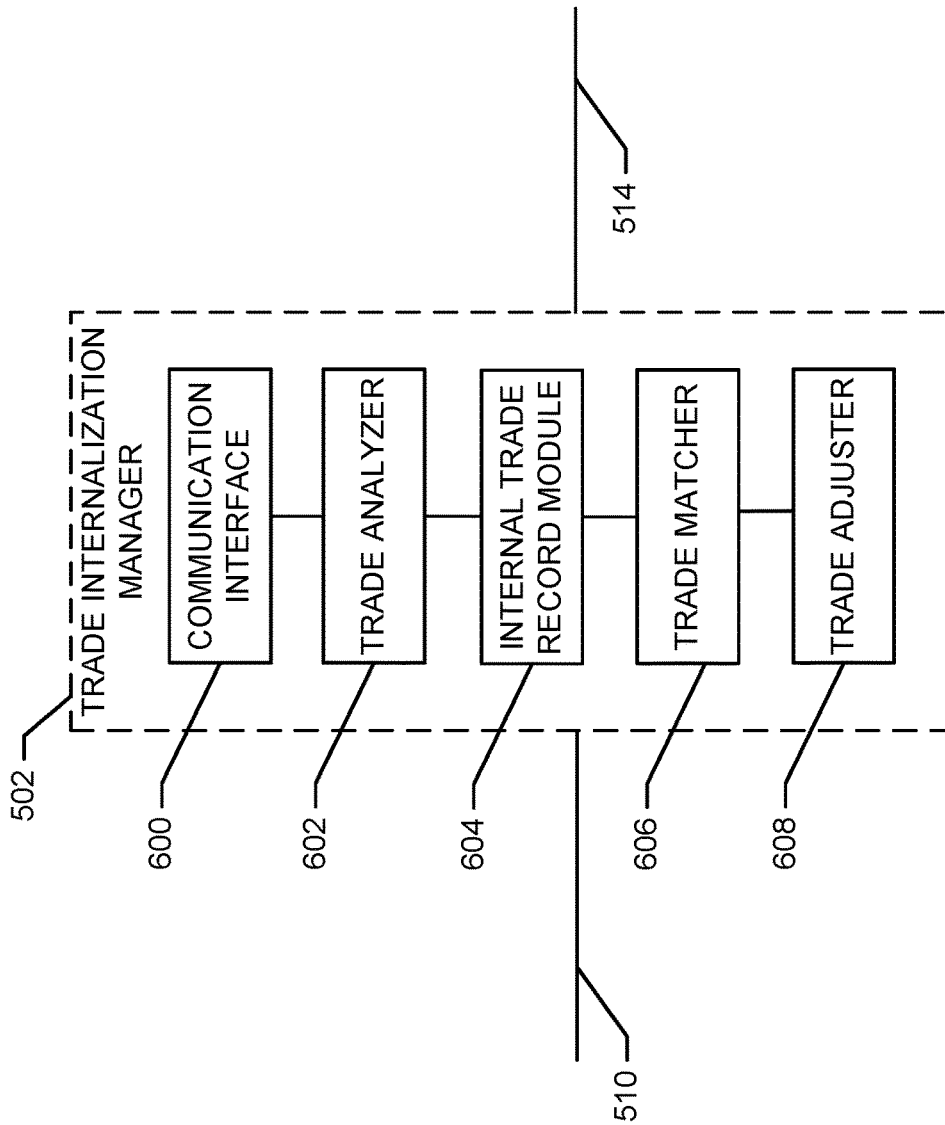 502
TRADE INTERNALIZATION
MANAGER
600
COMMUNICATION
INTERFACE
602
TRADE ANALYZER
604
INTERNAL TRADE
RECORD MODULE
606
TRADE MATCHER
608
TRADE ADJUSTER
510
514